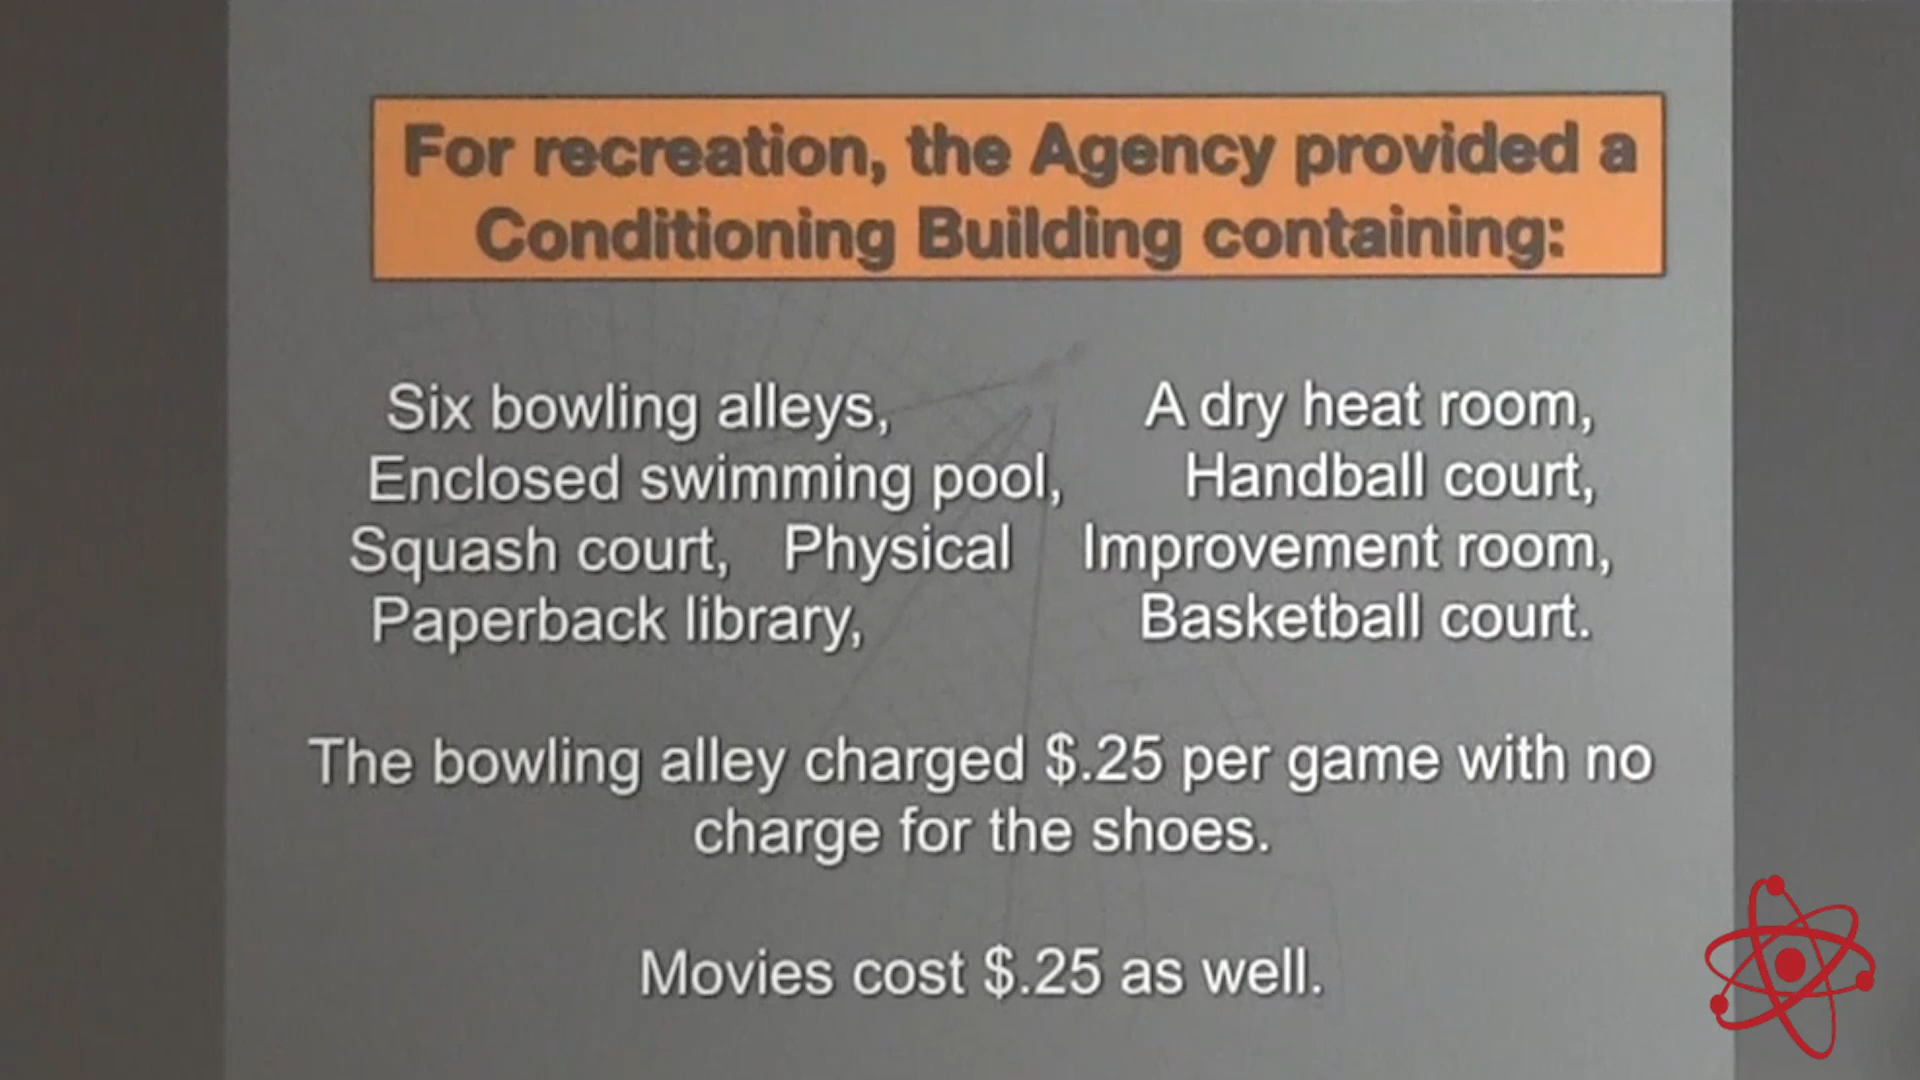 For recreation, the Agency provided a
Conditioning Building containing:
Six bowling alleys, A dry heat room,
Enclosed swimming pool, Handball court,
Squash court, Physical Improvement room,
Paperback library, Basketball court.
The bowling alley charged $.25 per game with no
charge for the shoes.
Movies cost $.25 as well.